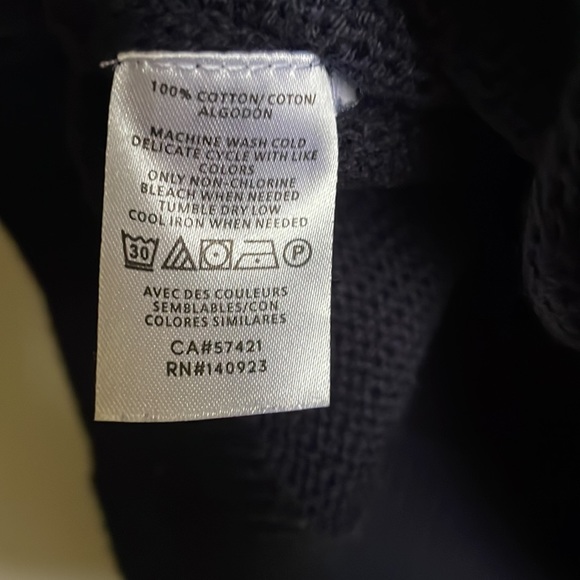 100% COTTON/COTON/
ALGODÓN
MACHINE WASH COLD
DELICATE CYCLE WITH LIKE
COLORS
ONLY NON-CHLORINE
BLEACH WHEN NEEDED
TUMBLE DRY LOW
COOL IRON WHEN NEEDED
30 P
AVEC DES COULEURS
SEMBLABLES/CON
COLORES SIMILARES
CA#57421
RN#140923